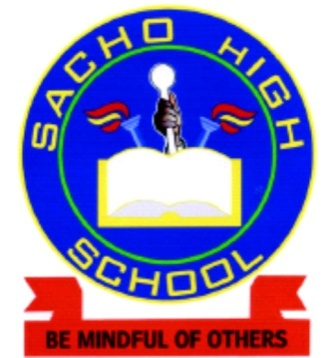 SACHO HIGH
SCHOOL
BE MINDFUL OF OTHERS